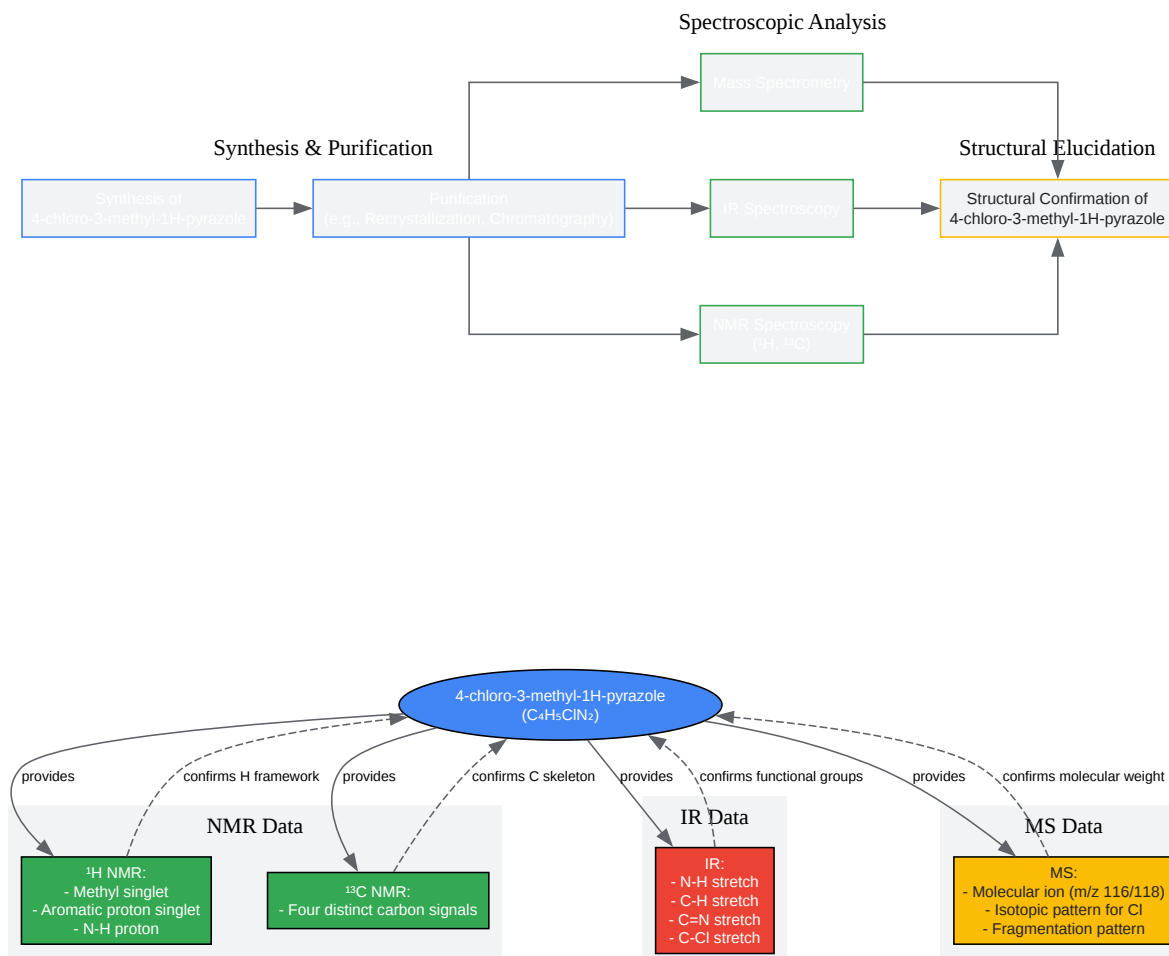 Spectroscopic Analysis
Mass Spectrometry
Synthesis & Purification
Structural Elucidation
Synthesis of
4-chloro-3-methyl-1H-pyrazole
Purification
(e.g., Recrystallization, Chromatography)
IR Spectroscopy
Structural Confirmation of
4-chloro-3-methyl-1H-pyrazole
NMR Spectroscopy
(¹H, ¹³C)
4-chloro-3-methyl-1H-pyrazole
(C₄H₅ClN₂)
provides
confirms H framework
provides
confirms C skeleton
provides
confirms functional groups
provides
confirms molecular weight
NMR Data
¹H NMR:
- Methyl singlet
- Aromatic proton singlet
- N-H proton
¹³C NMR:
- Four distinct carbon signals
IR Data
IR:
- N-H stretch
- C-H stretch
- C=N stretch
- C-Cl stretch
MS Data
MS:
- Molecular ion (m/z 116/118)
- Isotopic pattern for Cl
- Fragmentation pattern